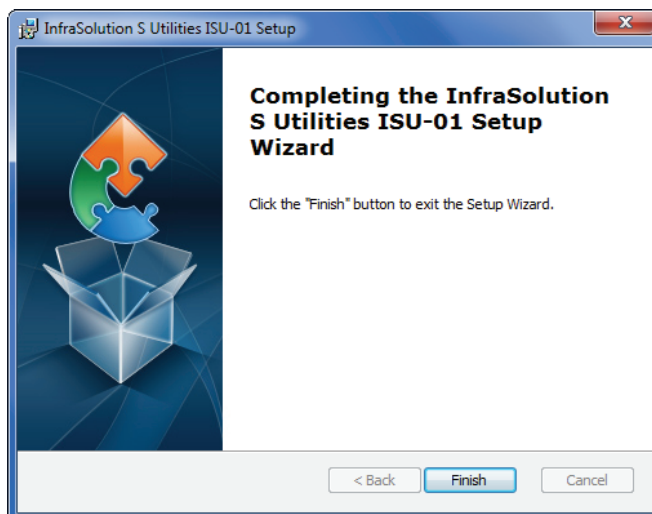 InfraSolution S Utilities ISU-01 Setup
Completing the InfraSolution
S Utilities ISU-01 Setup
Wizard
Click the "Finish" button to exit the Setup Wizard.
< Back Finish Cancel